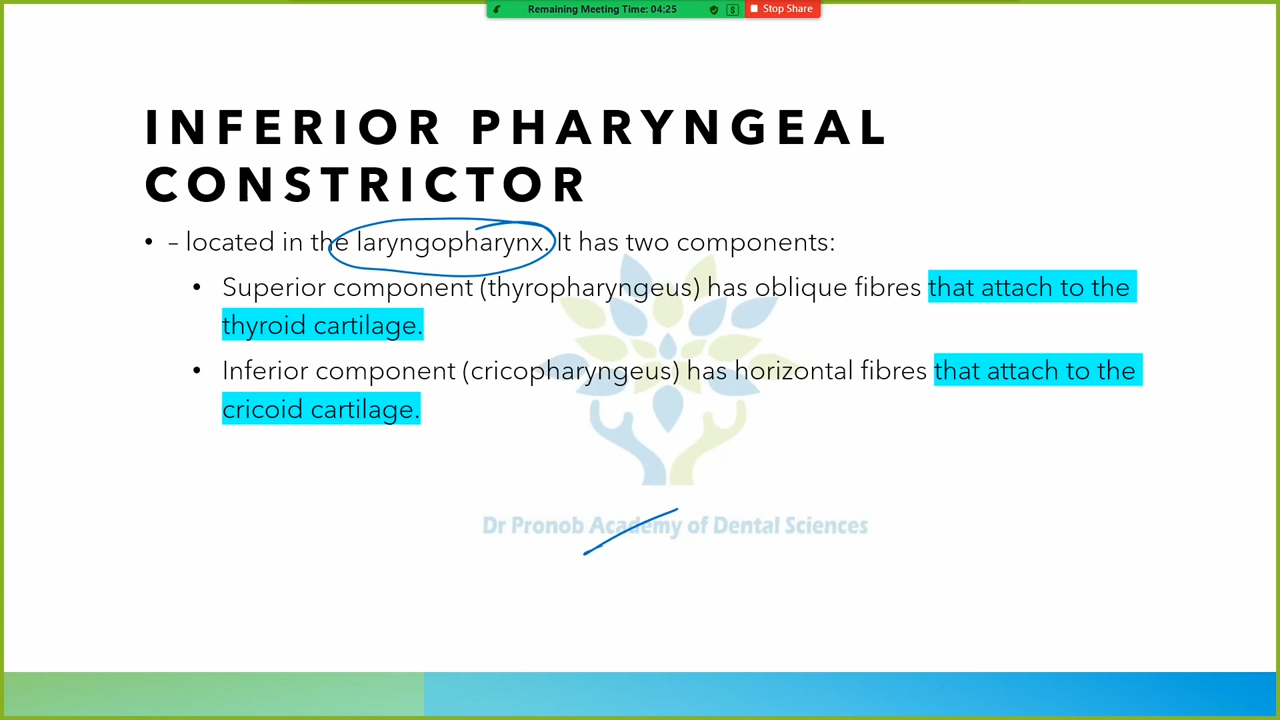 Remaining Meeting Time: 04:25
Stop Share
INFERIOR PHARYNGEAL
CONSTRICTOR
• – located in the laryngopharynx. It has two components:
• Superior component (thyropharyngeus) has oblique fibres that attach to the
thyroid cartilage.
• Inferior component (cricopharyngeus) has horizontal fibres that attach to the
cricoid cartilage.
Dr Pronob Academy of Dental Sciences